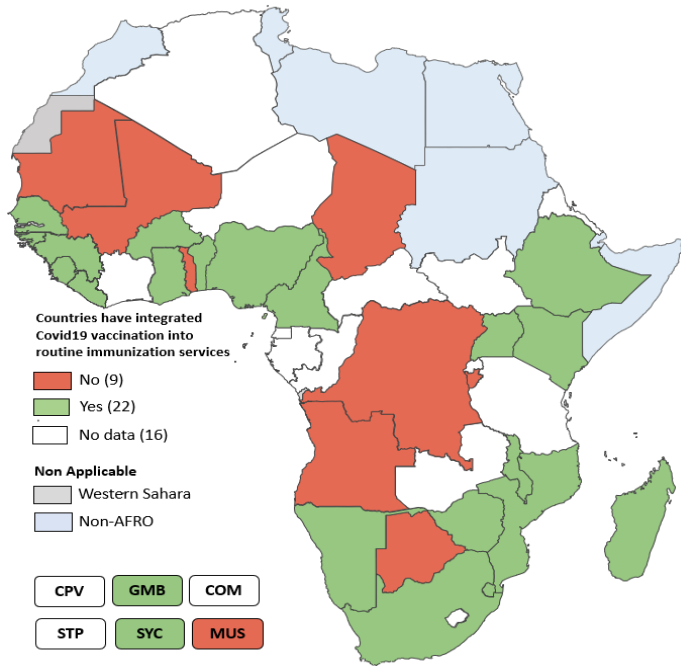 Countries have integrated
Covid19 vaccination into
routine immunization services
No (9)
Yes (22)
No data (16)
Non Applicable
Western Sahara
Non-AFRO
CPV GMB COM
STP SYC MUS